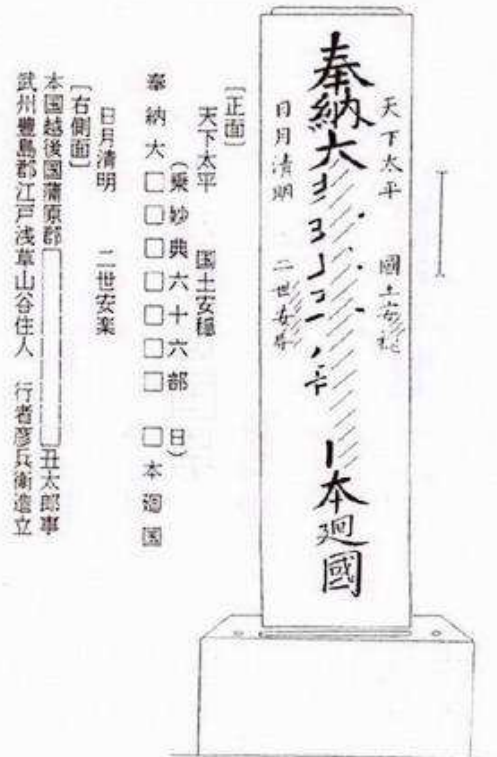 天下太平　國土安
奉納大　本廻國
日月清明　二世安
［正面］
天下太平　国土安穏
（乗妙典六十六部　日）
奉納大□□□□□□□　□本廻国
日月清明　二世安楽
［右側面］
本国越後国蒲原郡［　　　］丑太郎事
武州豊島郡江戸浅草山谷住人　行者彦兵衛造立